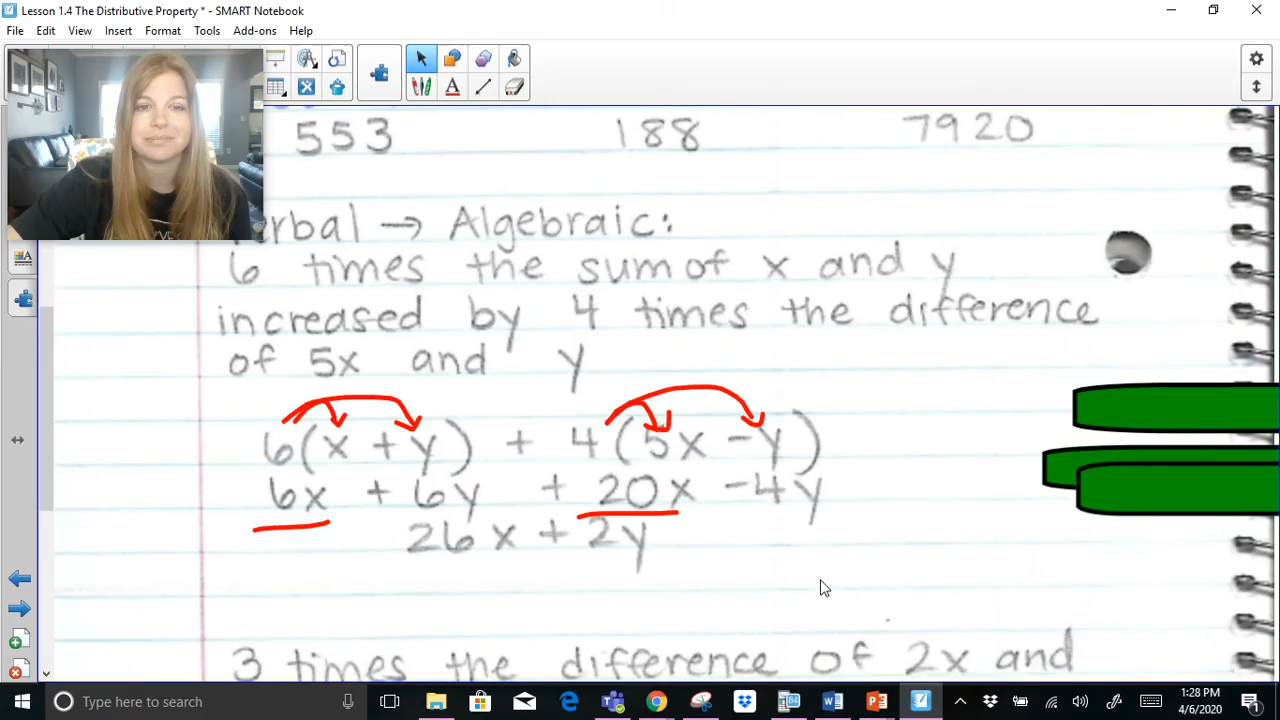 Lesson 1.4 The Distributive Property * - SMART Notebook
File Edit View Insert Format Tools Add-ons Help
553 188 7920
erbal → Algebraic:
6 times the sum of x and y
increased by 4 times the difference
of 5x and y
6(x + y) + 4(5x - y)
6x + 6y + 20x - 4y
26x + 2y
3 times the difference of 2x and
Type here to search
1:28 PM
4/6/2020